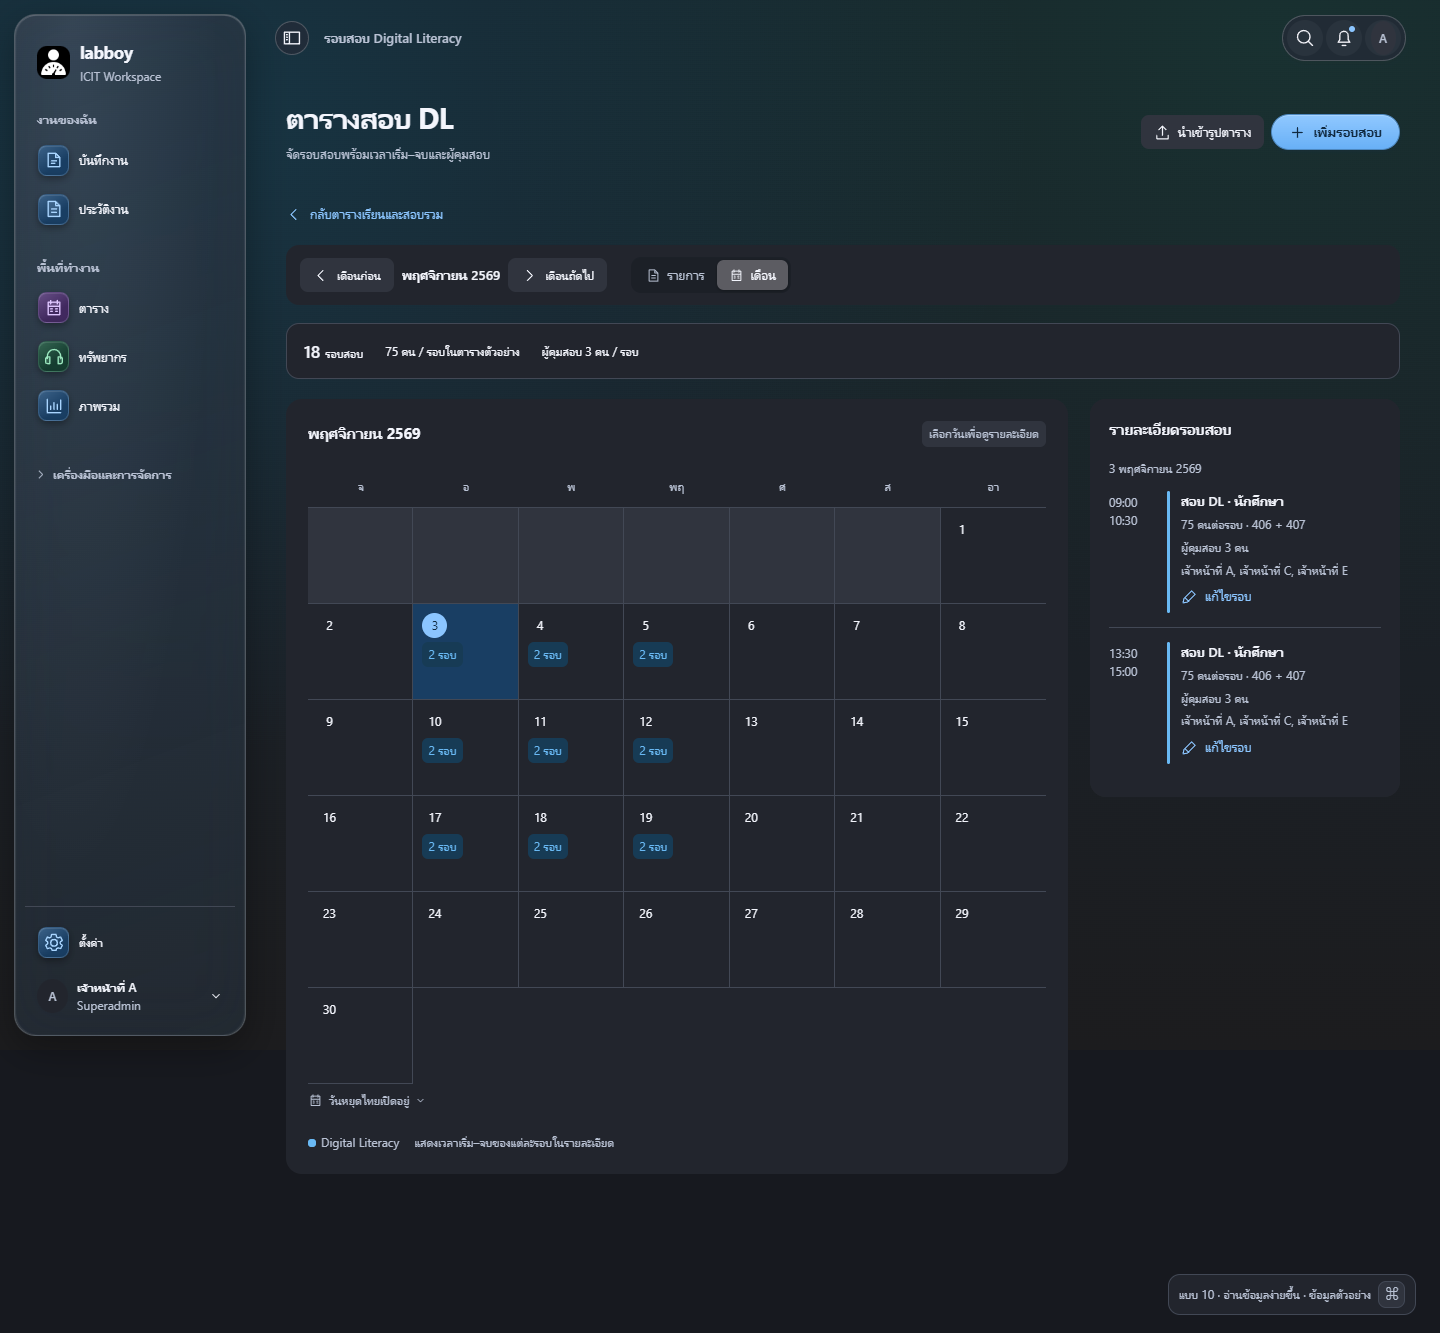 labboy
ICIT Workspace
งานของฉัน
บันทึกงาน
ประวัติงาน
พื้นที่ทำงาน
ตาราง
ทรัพยากร
ภาพรวม
เครื่องมือและการจัดการ
ตั้งค่า
A
เจ้าหน้าที่ A
Superadmin
รอบสอบ Digital Literacy
A
ตารางสอบ DL
จัดรอบสอบพร้อมเวลาเริ่ม–จบและผู้คุมสอบ
นำเข้ารูปตาราง
เพิ่มรอบสอบ
กลับตารางเรียนและสอบรวม
เดือนก่อน พฤศจิกายน 2569 เดือนถัดไป รายการ เดือน
18 รอบสอบ 75 คน / รอบในตารางตัวอย่าง ผู้คุมสอบ 3 คน / รอบ
พฤศจิกายน 2569
เลือกวันเพื่อดูรายละเอียด
จ อ พ พฤ ศ ส อา
1
2 3 4 5 6 7 8
2 รอบ 2 รอบ 2 รอบ
9 10 11 12 13 14 15
2 รอบ 2 รอบ 2 รอบ
16 17 18 19 20 21 22
2 รอบ 2 รอบ 2 รอบ
23 24 25 26 27 28 29
30
วันหยุดไทยเปิดอยู่
Digital Literacy แสดงเวลาเริ่ม–จบของแต่ละรอบในรายละเอียด
รายละเอียดรอบสอบ
3 พฤศจิกายน 2569
09:00
10:30
สอบ DL · นักศึกษา
75 คนต่อรอบ · 406 + 407
ผู้คุมสอบ 3 คน
เจ้าหน้าที่ A, เจ้าหน้าที่ C, เจ้าหน้าที่ E
แก้ไขรอบ
13:30
15:00
สอบ DL · นักศึกษา
75 คนต่อรอบ · 406 + 407
ผู้คุมสอบ 3 คน
เจ้าหน้าที่ A, เจ้าหน้าที่ C, เจ้าหน้าที่ E
แก้ไขรอบ
แบบ 10 · อ่านข้อมูลง่ายขึ้น · ข้อมูลตัวอย่าง ⌘